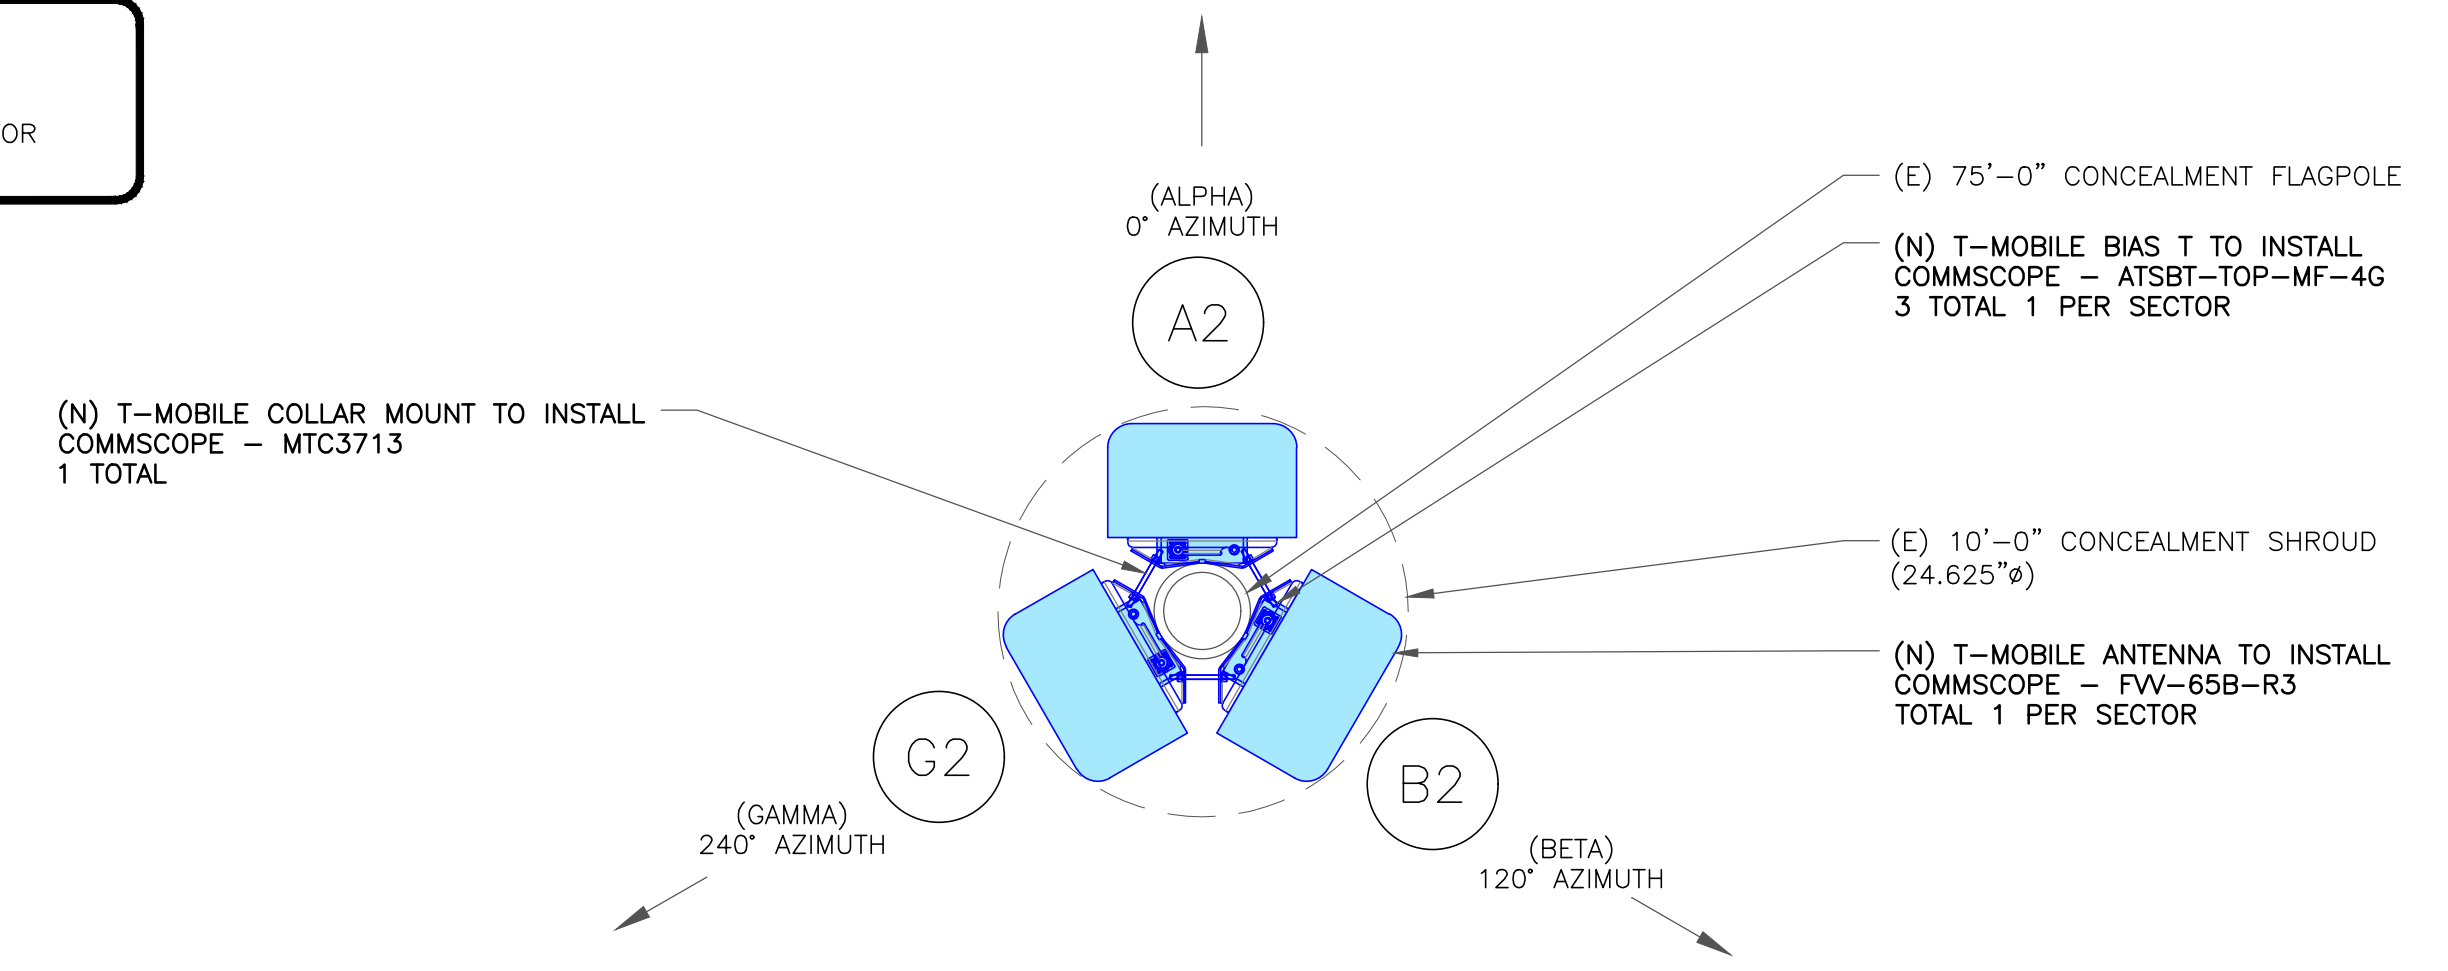 OR
(ALPHA)
0° AZIMUTH
A2
(E) 75'-0" CONCEALMENT FLAGPOLE
(N) T-MOBILE BIAS T TO INSTALL
COMMSCOPE - ATSBT-TOP-MF-4G
3 TOTAL 1 PER SECTOR
(N) T-MOBILE COLLAR MOUNT TO INSTALL
COMMSCOPE - MTC3713
1 TOTAL
(E) 10'-0" CONCEALMENT SHROUD
(24.625"ø)
(N) T-MOBILE ANTENNA TO INSTALL
COMMSCOPE - FVV-65B-R3
TOTAL 1 PER SECTOR
G2
B2
(GAMMA)
240° AZIMUTH
(BETA)
120° AZIMUTH